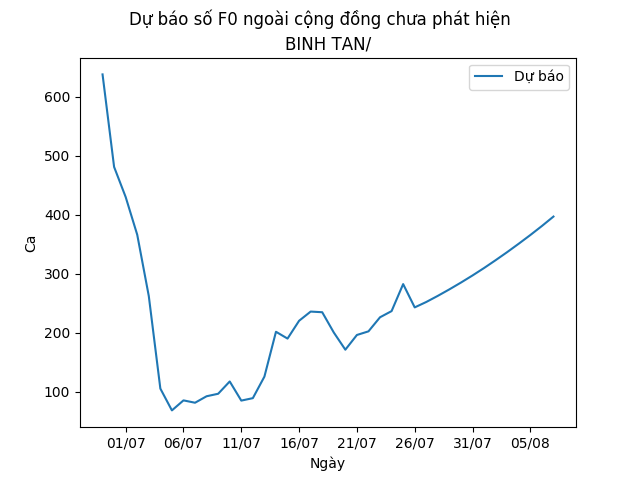 Dự báo số F0 ngoài cộng đồng chưa phát hiện
BINH TAN/
Dự báo
600
500
400
300
200
100
Ca
01/07 06/07 11/07 16/07 21/07 26/07 31/07 05/08
Ngày